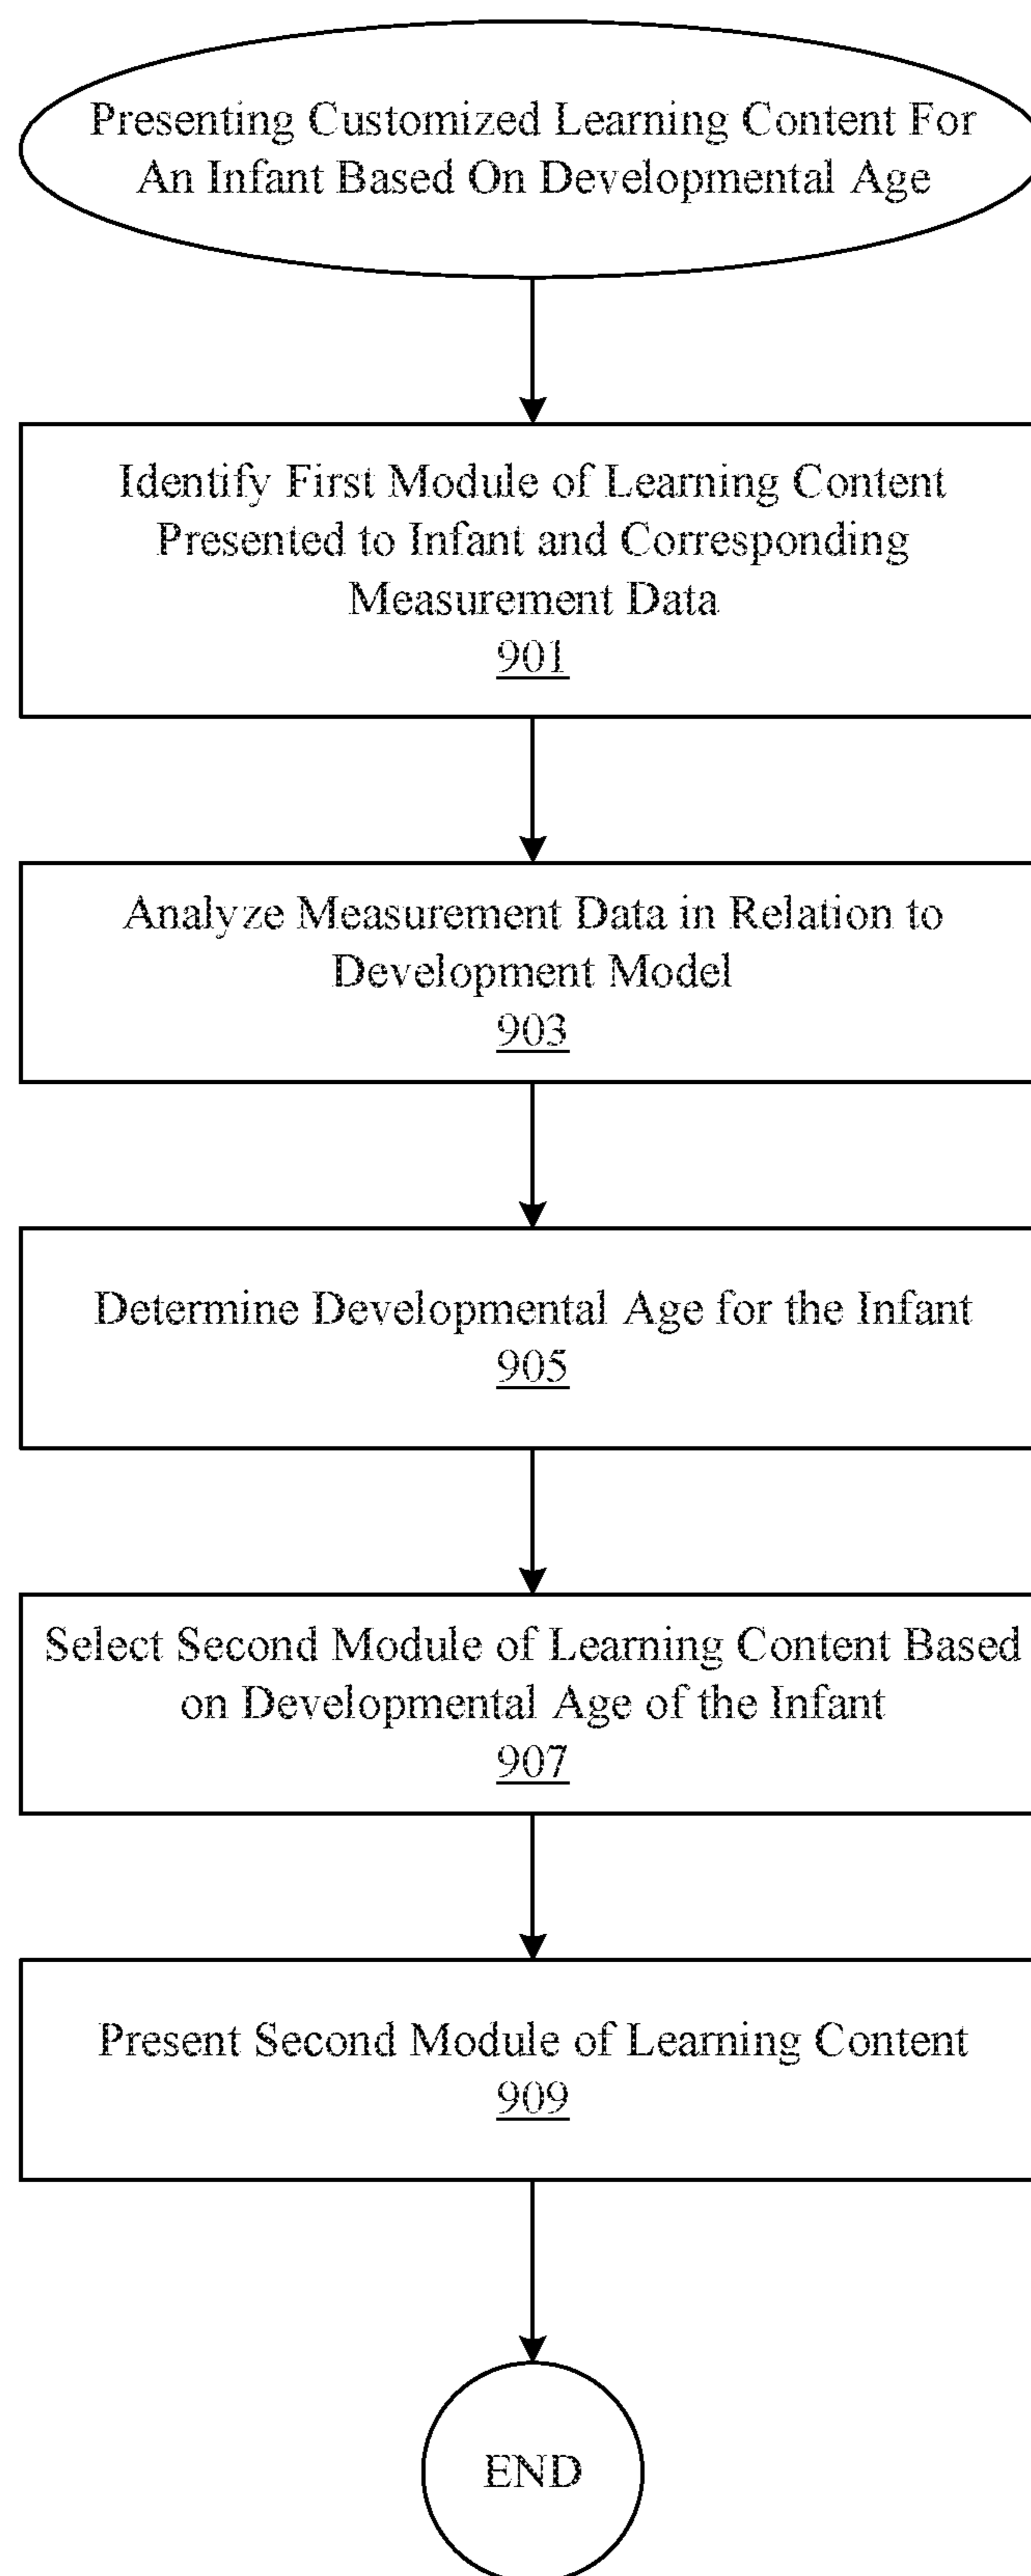 Presenting Customized Learning Content For
An Infant Based On Developmental Age
Identify First Module of Learning Content
Presented to Infant and Corresponding
Measurement Data
901
Analyze Measurement Data in Relation to
Development Model
903
Determine Developmental Age for the Infant
905
Select Second Module of Learning Content Based
on Developmental Age of the Infant
907
Present Second Module of Learning Content
909
END